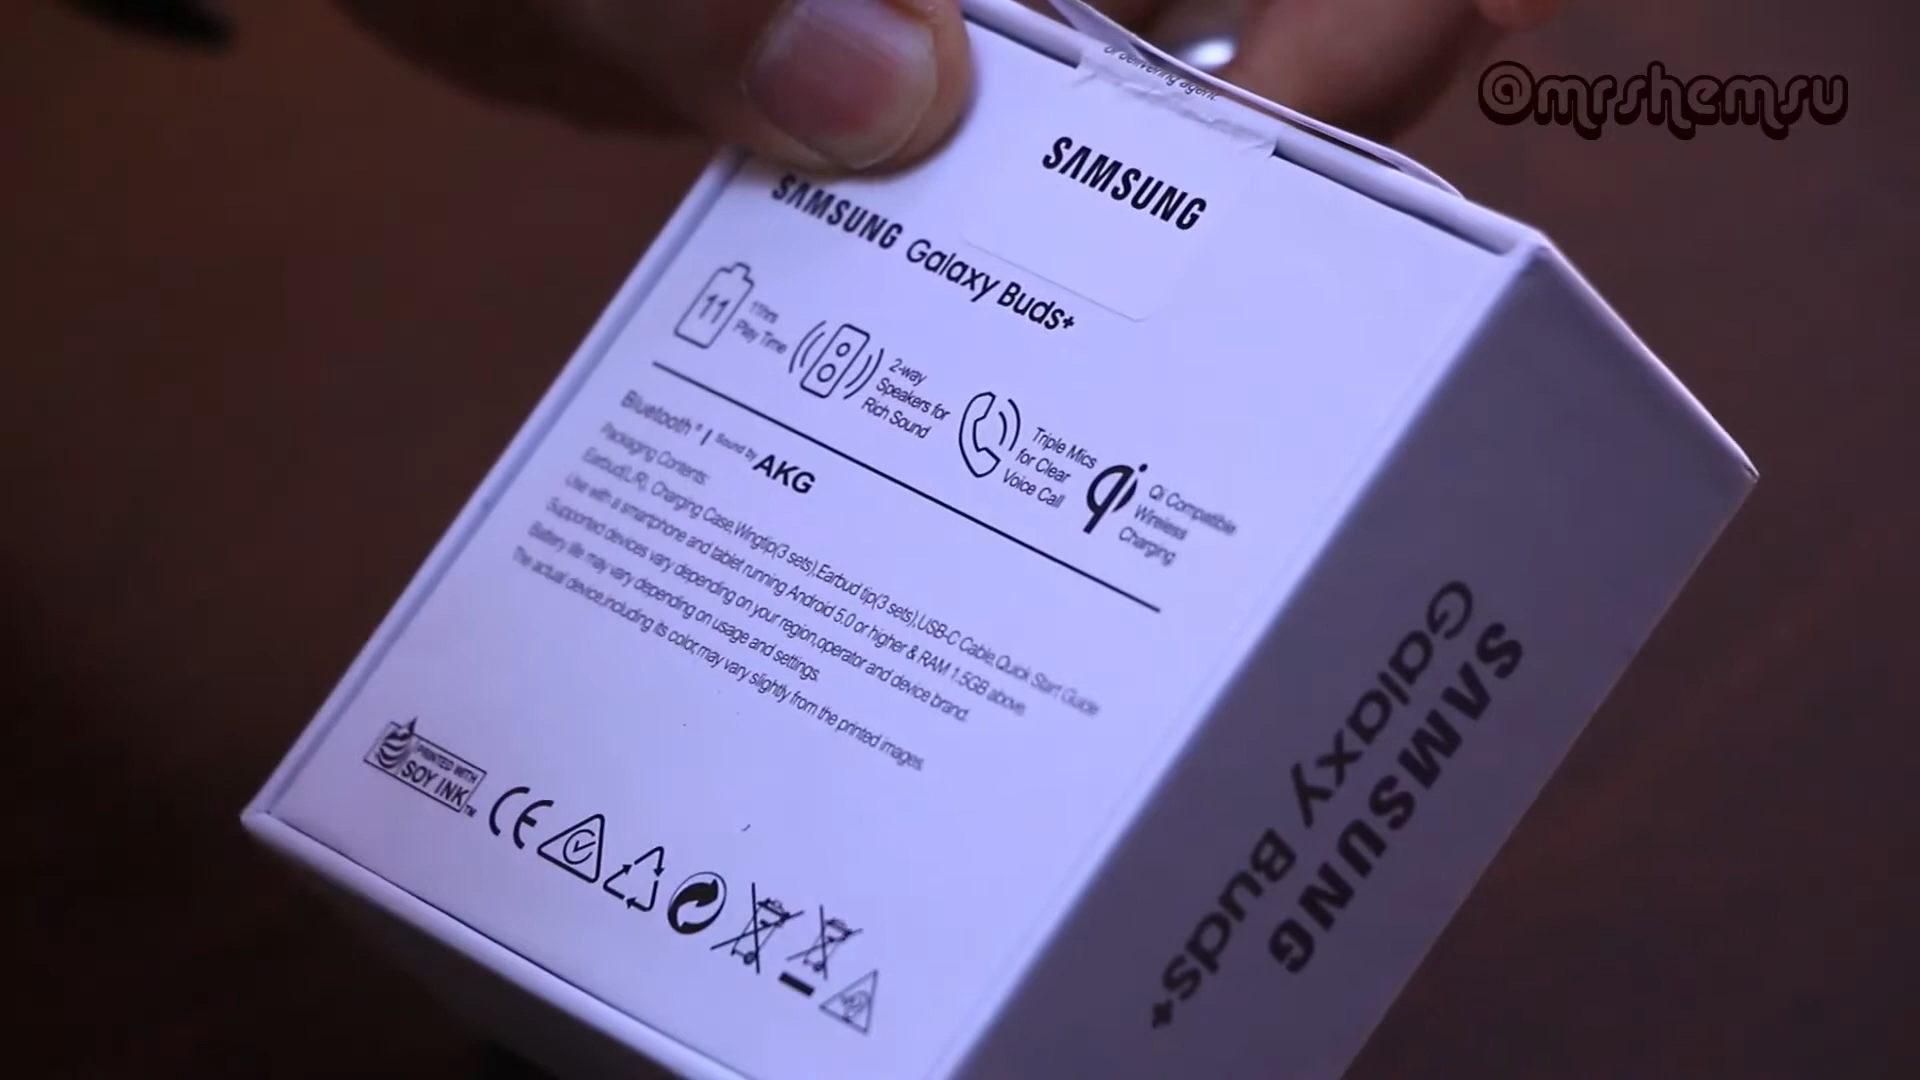 @mrshemsu
or delivering agent.
SAMSUNG
SAMSUNG Galaxy Buds+
11
11hrs
Play Time
2-way
Speakers for
Rich Sound
Triple Mics
for Clear
Voice Call
Qi Compatible
Wireless
Charging
Bluetooth® | Sound by AKG
Packaging Contents:
Earbud(L/R), Charging Case,Wingtip(3 sets),Earbud tip(3 sets),USB-C Cable,Quick Start Guide
Use with a smartphone and tablet running Android 5.0 or higher & RAM 1.5GB above.
Supported devices vary depending on your region,operator and device brand.
Battery life may vary depending on usage and settings.
The actual device,including its color,may vary slightly from the printed images.
PRINTED WITH
SOY INK™
CE
SAMSUNG
Galaxy Buds+